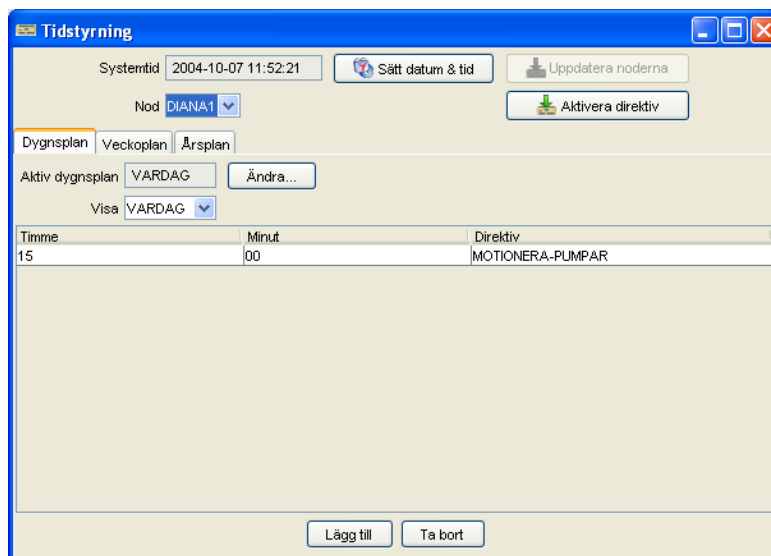 Tidstyrning
Systemtid 2004-10-07 11:52:21 Sätt datum & tid Uppdatera noderna
Nod DIANA1 Aktivera direktiv
Dygnsplan Veckoplan Årsplan
Aktiv dygnsplan VARDAG Ändra...
Visa VARDAG
Timme Minut Direktiv
15 00 MOTIONERA-PUMPAR
Lägg till Ta bort